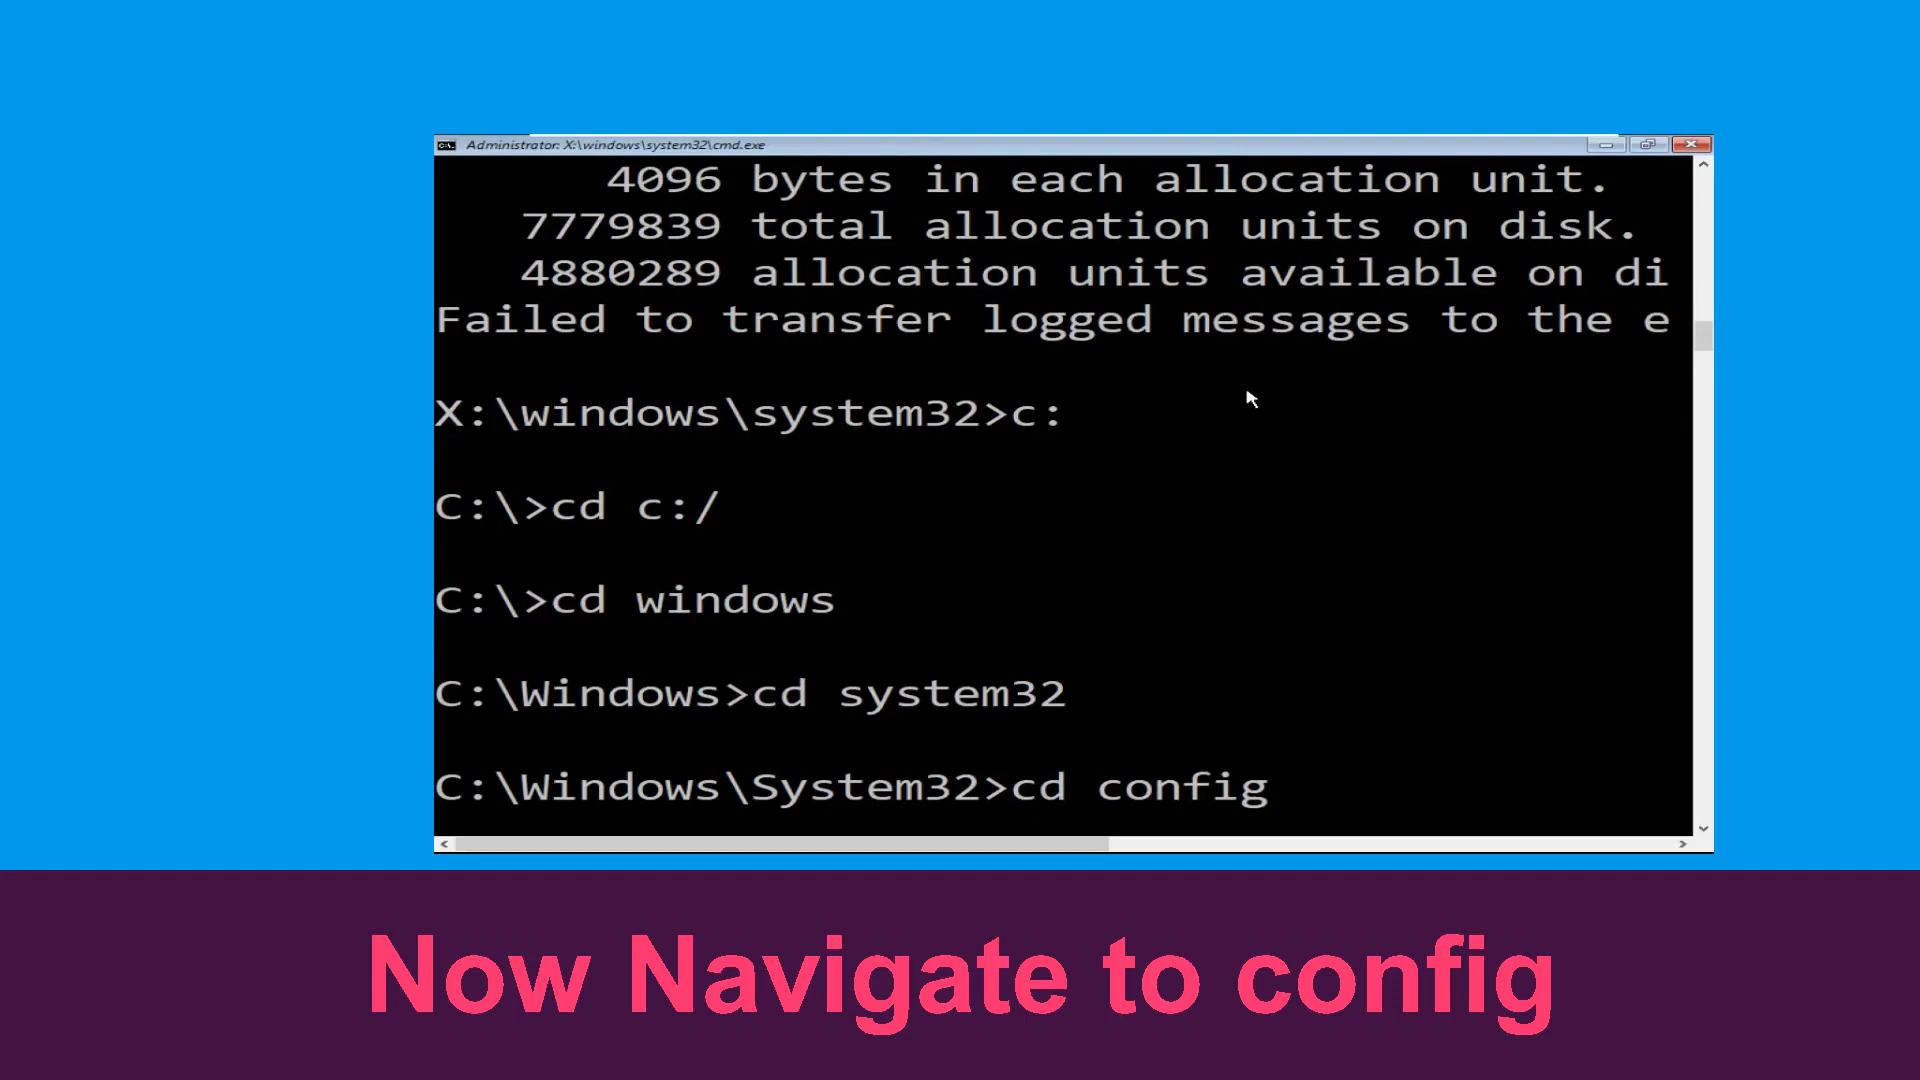 Administrator: X:\windows\system32\cmd.exe
4096 bytes in each allocation unit.
7779839 total allocation units on disk.
4880289 allocation units available on di
Failed to transfer logged messages to the e
X:\windows\system32>c:
C:\>cd c:/
C:\>cd windows
C:\Windows>cd system32
C:\Windows\System32>cd config
Now Navigate to config